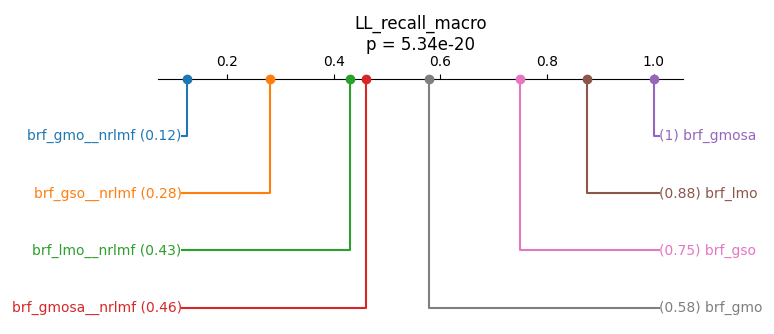 LL_recall_macro
p = 5.34e-20
0.2 0.4 0.6 0.8 1.0
brf_gmo__nrlmf (0.12) (1) brf_gmosa
brf_gso__nrlmf (0.28) (0.88) brf_lmo
brf_lmo__nrlmf (0.43) (0.75) brf_gso
brf_gmosa__nrlmf (0.46) (0.58) brf_gmo